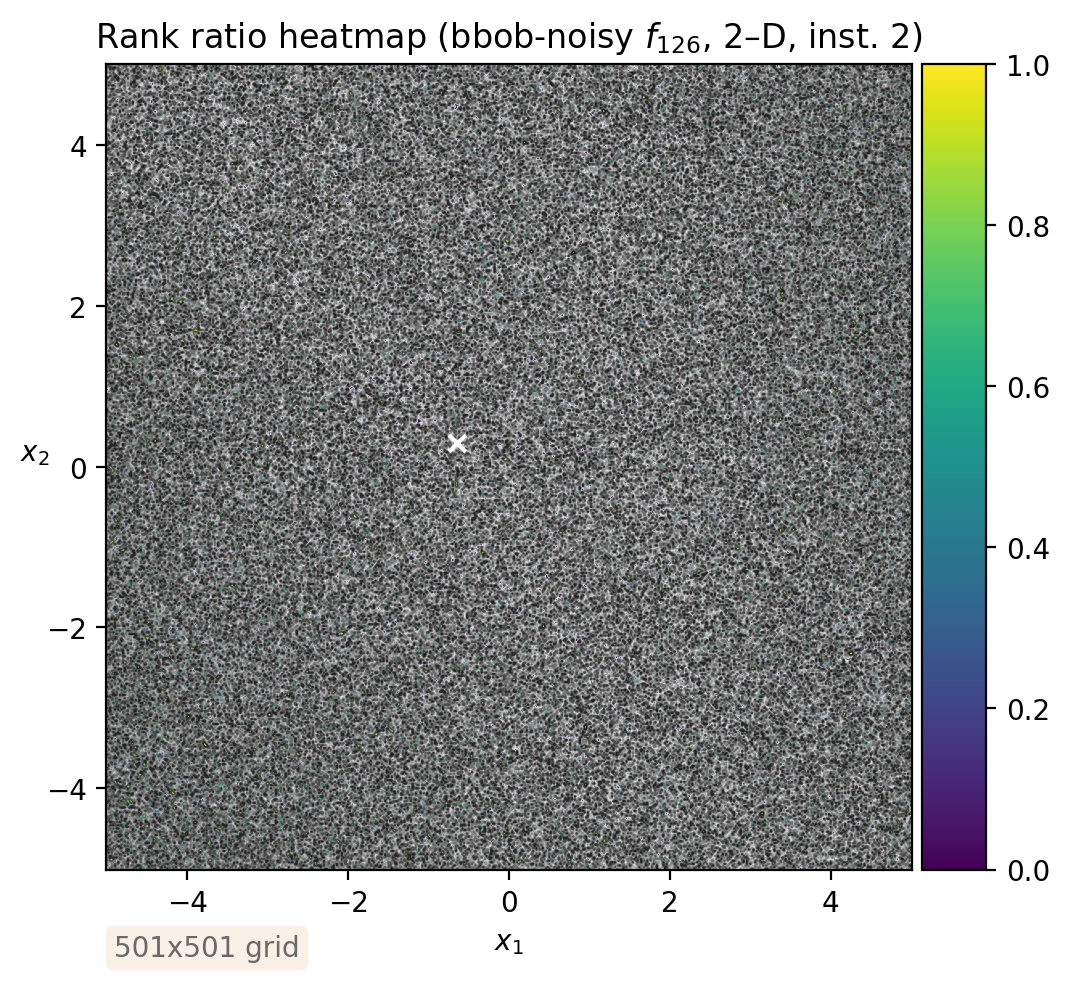 Rank ratio heatmap (bbob-noisy f₁₂₆, 2–D, inst. 2)
1.0
4
0.8
2
0.6
x₂
0
0.4
−2
0.2
−4
0.0
−4 −2 0 2 4
501x501 grid
x₁